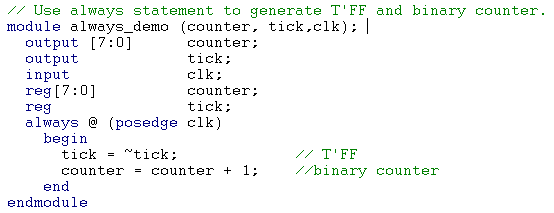 // Use always statement to generate T'FF and binary counter.
module always_demo (counter, tick,clk);
output [7:0] counter;
output tick;
input clk;
reg[7:0] counter;
reg tick;
always @ (posedge clk)
begin
tick = ~tick; // T'FF
counter = counter + 1; //binary counter
end
endmodule